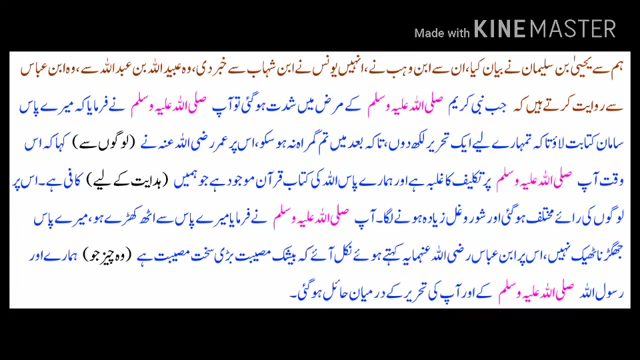 Made with KINEMASTER
ہم سے یحییٰ بن سلیمان نے بیان کیا، ان سے ابن وہب نے، انہیں یونس نے ابن شہاب سے خبر دی، وہ عبیداللہ بن عبداللہ سے، وہ ابن عباس
سے روایت کرتے ہیں کہ جب نبی کریم صلی اللہ علیہ وسلم کے مرض میں شدت ہو گئی تو آپ صلی اللہ علیہ وسلم نے فرمایا کہ میرے پاس
سامان کتابت لاؤ تاکہ تمہارے لیے ایک تحریر لکھ دوں، تاکہ بعد میں تم گمراہ نہ ہو سکو، اس پر عمر رضی اللہ عنہ نے (لوگوں سے) کہا کہ اس
وقت آپ صلی اللہ علیہ وسلم پر تکلیف کا غلبہ ہے اور ہمارے پاس اللہ کی کتاب قرآن موجود ہے جو ہمیں (ہدایت کے لیے) کافی ہے۔ اس پر
لوگوں کی رائے مختلف ہو گئی اور شور و غل زیادہ ہونے لگا۔ آپ صلی اللہ علیہ وسلم نے فرمایا میرے پاس سے اٹھ کھڑے ہو، میرے پاس
جھگڑنا ٹھیک نہیں، اس پر ابن عباس رضی اللہ عنہما یہ کہتے ہوئے نکل آئے کہ بیشک مصیبت بڑی سخت مصیبت ہے (وہ چیز جو) ہمارے اور
رسول اللہ صلی اللہ علیہ وسلم کے اور آپ کی تحریر کے درمیان حائل ہو گئی۔